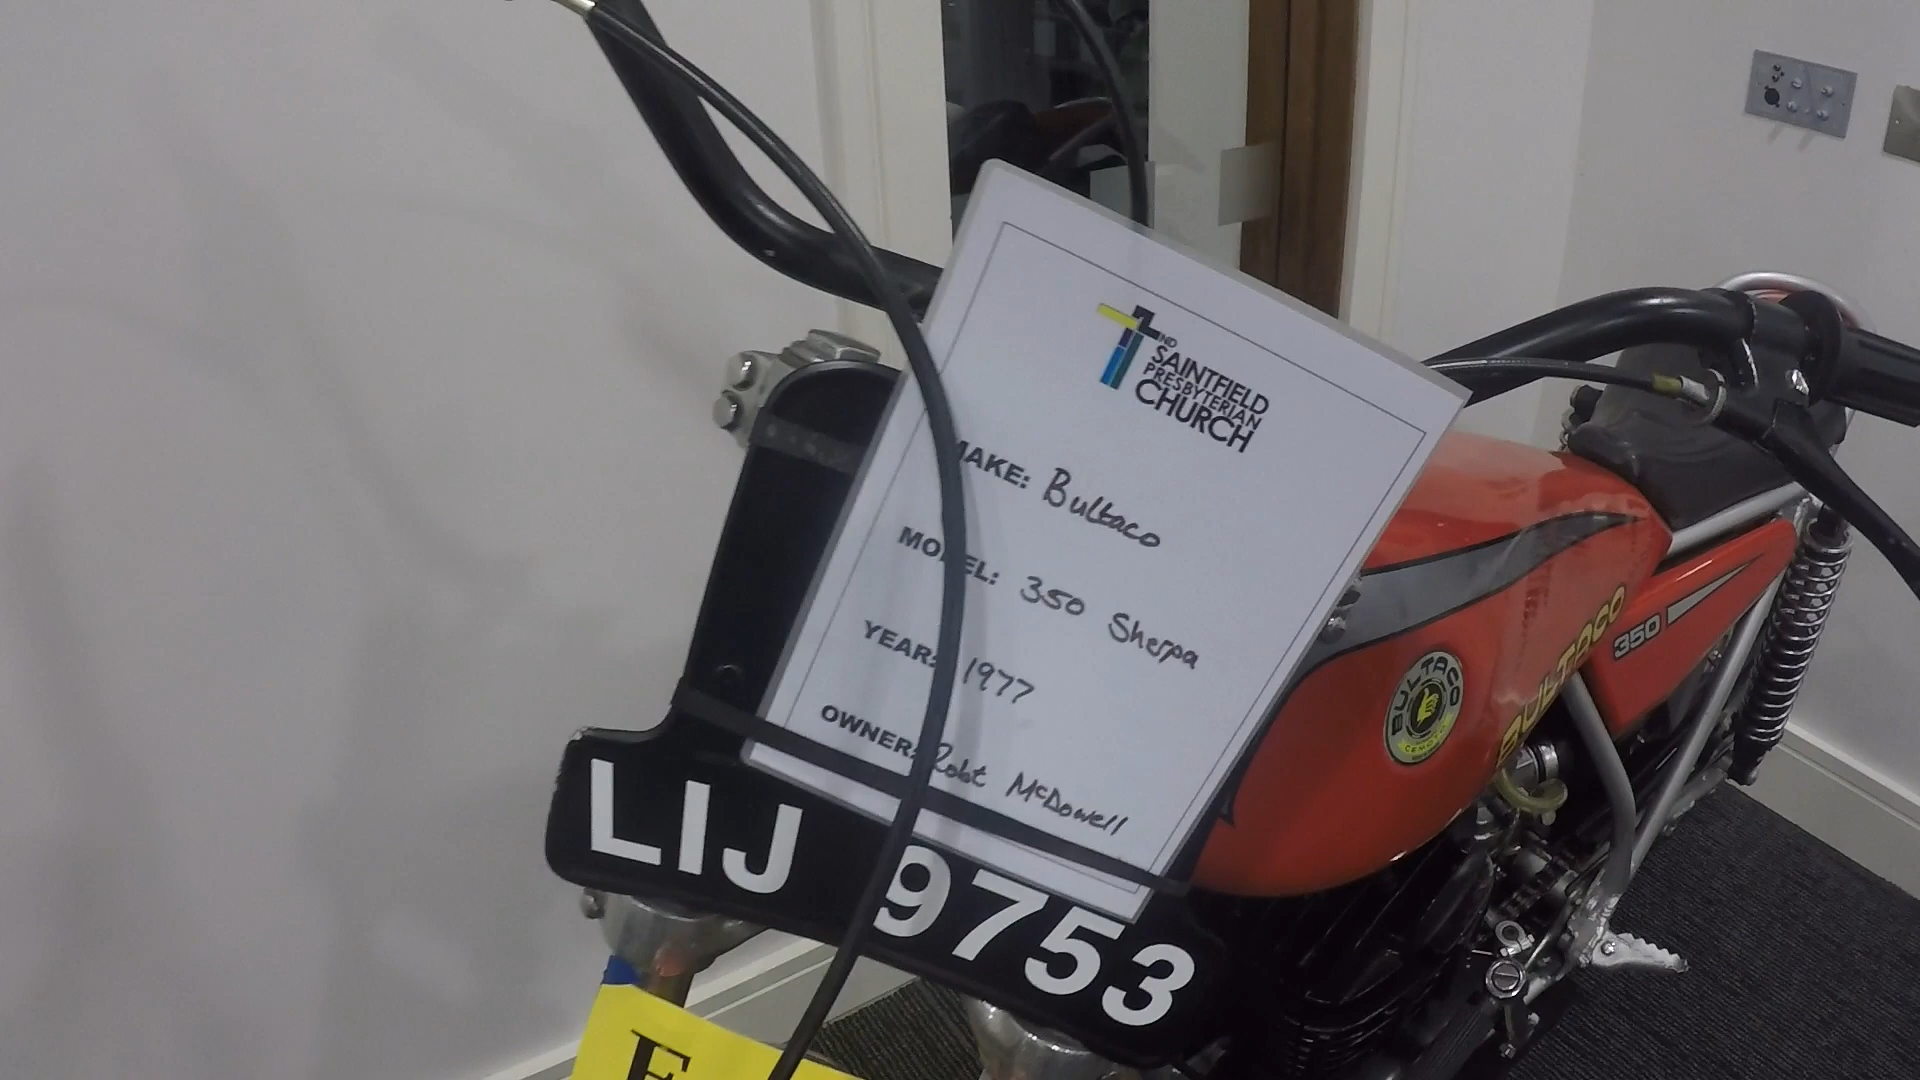 2ND
SAINTFIELD
PRESBYTERIAN
CHURCH
MAKE: Bultaco
MODEL: 350 Sherpa
YEAR: 1977
OWNER: Robt McDowell
LIJ 9753
BULTACO
CEMOTO
BULTACO
350
E